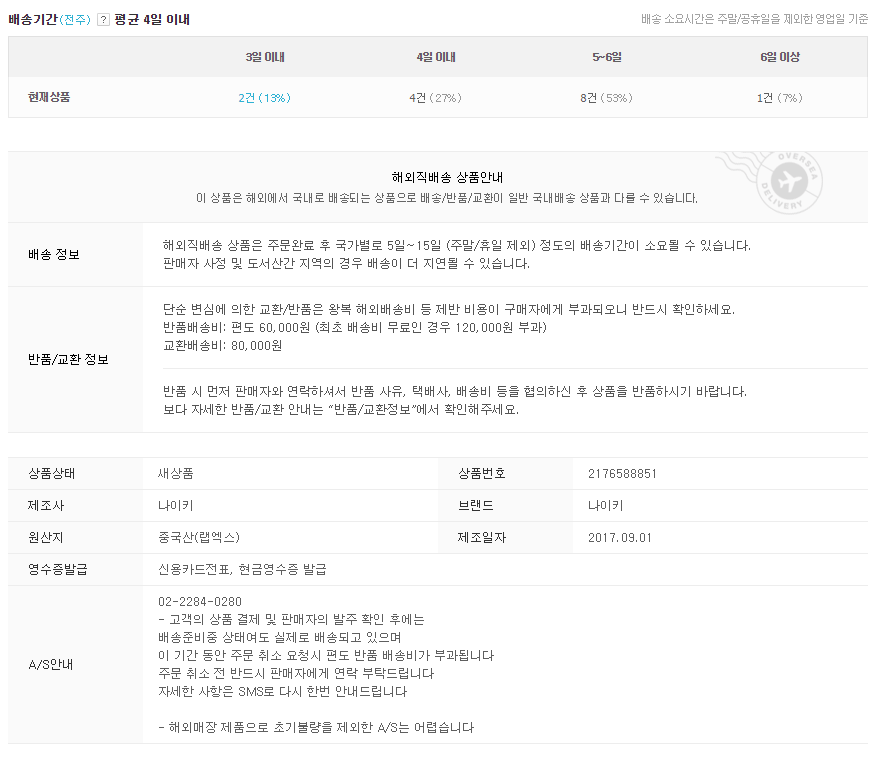 배송기간(전주) ? 평균 4일 이내
배송 소요시간은 주말/공휴일을 제외한 영업일 기준
3일 이내 4일 이내 5~6일 6일 이상
현재상품 2건 (13%) 4건 (27%) 8건 (53%) 1건 (7%)
해외직배송 상품안내
이 상품은 해외에서 국내로 배송되는 상품으로 배송/반품/교환이 일반 국내배송 상품과 다를 수 있습니다.
OVERSEA DELIVERY
배송 정보
해외직배송 상품은 주문완료 후 국가별로 5일~15일 (주말/휴일 제외) 정도의 배송기간이 소요될 수 있습니다.
판매자 사정 및 도서산간 지역의 경우 배송이 더 지연될 수 있습니다.
반품/교환 정보
단순 변심에 의한 교환/반품은 왕복 해외배송비 등 제반 비용이 구매자에게 부과되오니 반드시 확인하세요.
반품배송비: 편도 60,000원 (최초 배송비 무료인 경우 120,000원 부과)
교환배송비: 80,000원
반품 시 먼저 판매자와 연락하셔서 반품 사유, 택배사, 배송비 등을 협의하신 후 상품을 반품하시기 바랍니다.
보다 자세한 반품/교환 안내는 “반품/교환정보”에서 확인해주세요.
상품상태 새상품 상품번호 2176588851
제조사 나이키 브랜드 나이키
원산지 중국산(랩엑스) 제조일자 2017.09.01
영수증발급 신용카드전표, 현금영수증 발급
A/S안내
02-2284-0280
- 고객의 상품 결제 및 판매자의 발주 확인 후에는
배송준비중 상태여도 실제로 배송되고 있으며
이 기간 동안 주문 취소 요청시 편도 반품 배송비가 부과됩니다
주문 취소 전 반드시 판매자에게 연락 부탁드립니다
자세한 사항은 SMS로 다시 한번 안내드립니다
- 해외매장 제품으로 초기불량을 제외한 A/S는 어렵습니다